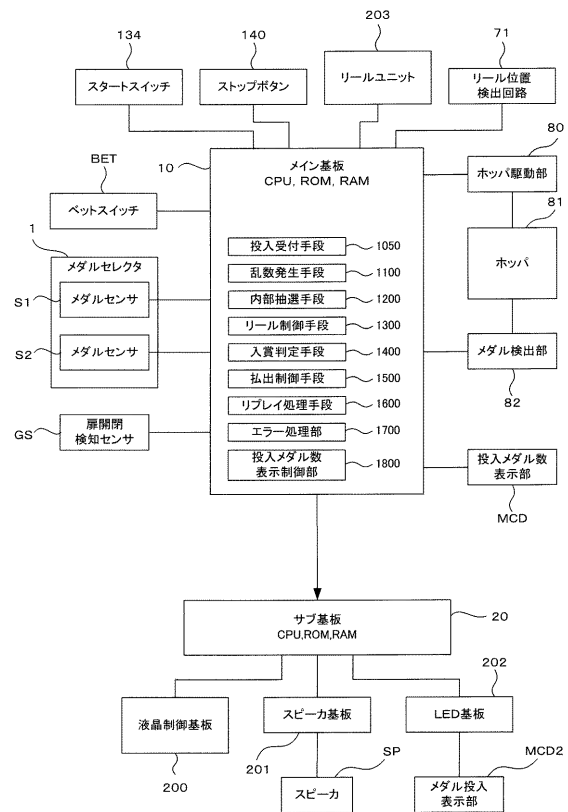 134
140
203
71
スタートスイッチ
ストップボタン
リールユニット
リール位置
検出回路
10
メイン基板
CPU, ROM, RAM
80
ホッパ駆動部
BET
ベットスイッチ
81
ホッパ
1
メダルセレクタ
S1
メダルセンサ
S2
メダルセンサ
投入受付手段
1050
乱数発生手段
1100
内部抽選手段
1200
リール制御手段
1300
入賞判定手段
1400
払出制御手段
1500
リプレイ処理手段
1600
エラー処理部
1700
投入メダル数
表示制御部
1800
メダル検出部
82
GS
扉開閉
検知センサ
投入メダル数
表示部
MCD
サブ基板
CPU,ROM,RAM
20
202
液晶制御基板
200
スピーカ基板
201
LED基板
SP
スピーカ
MCD2
メダル投入
表示部